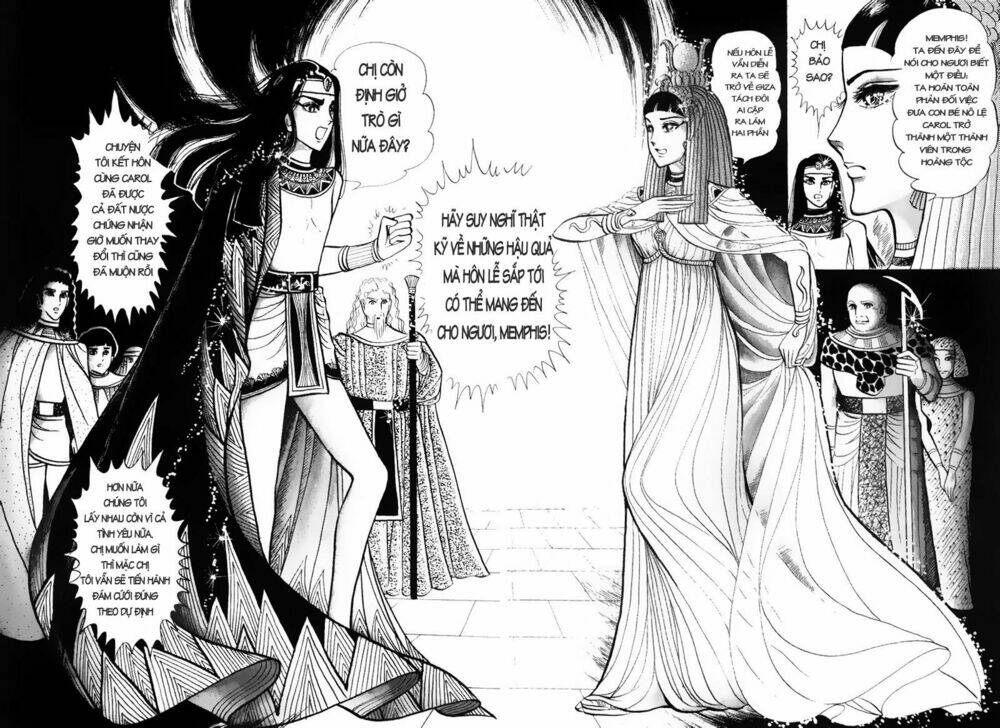 MEMPHIS!
TA ĐẾN ĐÂY ĐỂ
NÓI CHO NGƯƠI BIẾT
MỘT ĐIỀU:
TA HOÀN TOÀN
PHẢN ĐỐI VIỆC
ĐƯA CON BÉ NÔ LỆ
CAROL TRỞ
THÀNH MỘT THÀNH
VIÊN TRONG
HOÀNG TỘC
CHỊ
BẢO
SAO?
NẾU HÔN LỄ
VẪN DIỄN
RA TA SẼ
TRỞ VỀ GIZA
TÁCH ĐÔI
AI CẬP
RA LÀM
HAI PHẦN
HÃY SUY NGHĨ THẬT
KỸ VỀ NHỮNG HẬU QUẢ
MÀ HÔN LỄ SẮP TỚI
CÓ THỂ MANG ĐẾN
CHO NGƯƠI, MEMPHIS!
CHỊ CÒN
ĐỊNH GIỞ
TRÒ GÌ
NỮA ĐÂY?
CHUYỆN
TÔI KẾT HÔN
CÙNG CAROL
ĐÃ ĐƯỢC
CẢ ĐẤT NƯỚC
CHỨNG NHẬN
GIỜ MUỐN THAY
ĐỔI THÌ CŨNG
ĐÃ MUỘN RỒI
HƠN NỮA
CHÚNG TÔI
LẤY NHAU CÒN VÌ CẢ
TÌNH YÊU NỮA.
CHỊ MUỐN LÀM GÌ
THÌ MẶC CHỊ
TÔI VẪN SẼ TIẾN HÀNH
ĐÁM CƯỚI ĐÚNG
THEO DỰ ĐỊNH